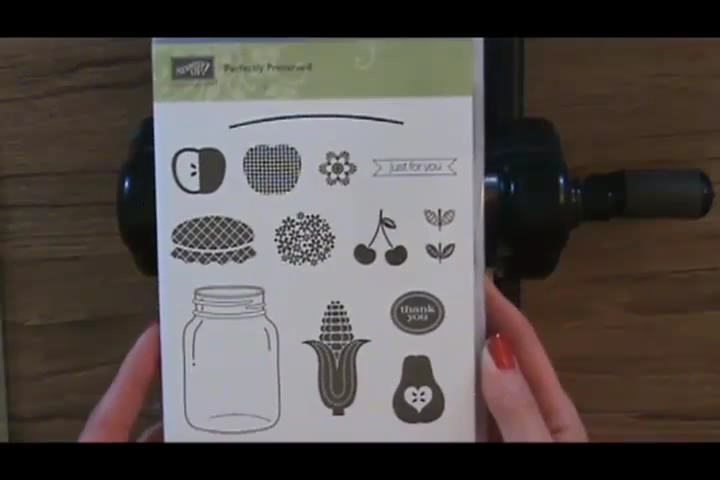 STAMPIN' UP!
Perfectly Preserved
just for you
thank
you